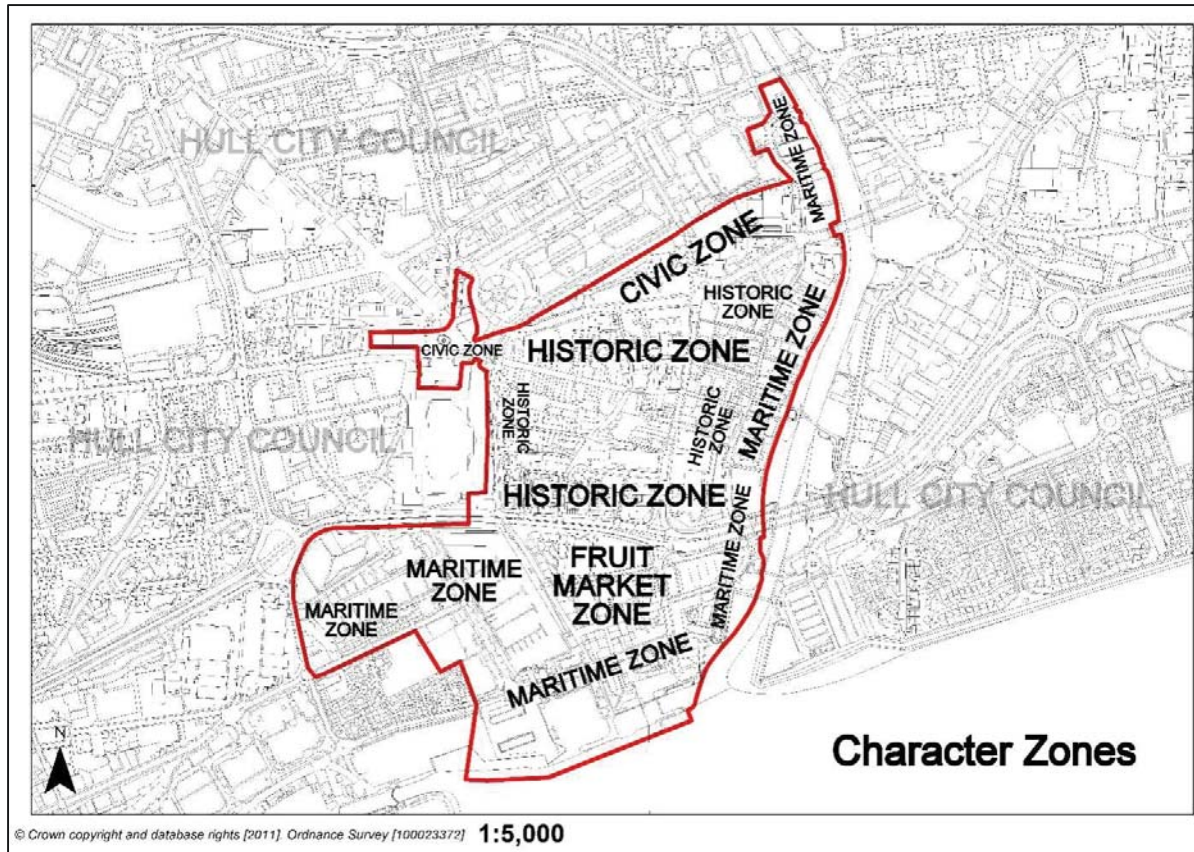 MARITIME ZONE
HULL CITY COUNCIL
CIVIC ZONE
HISTORIC
ZONE
CIVIC ZONE
HISTORIC ZONE
MARITIME ZONE
HISTORIC
ZONE
HISTORIC
ZONE
HULL CITY COUNCIL
HISTORIC ZONE
HULL CITY COUNCIL
MARITIME ZONE
FRUIT
MARKET
ZONE
MARITIME
ZONE
MARITIME
ZONE
MARITIME ZONE
N
Character Zones
© Crown copyright and database rights [2011]. Ordnance Survey [100023372] 1:5,000